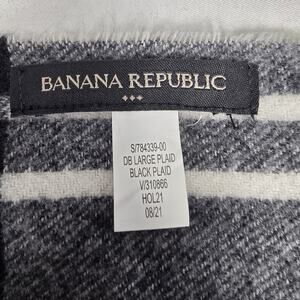 BANANA REPUBLIC
S/784339-00
DB LARGE PLAID
BLACK PLAID
V/310866
HOL21
08/21